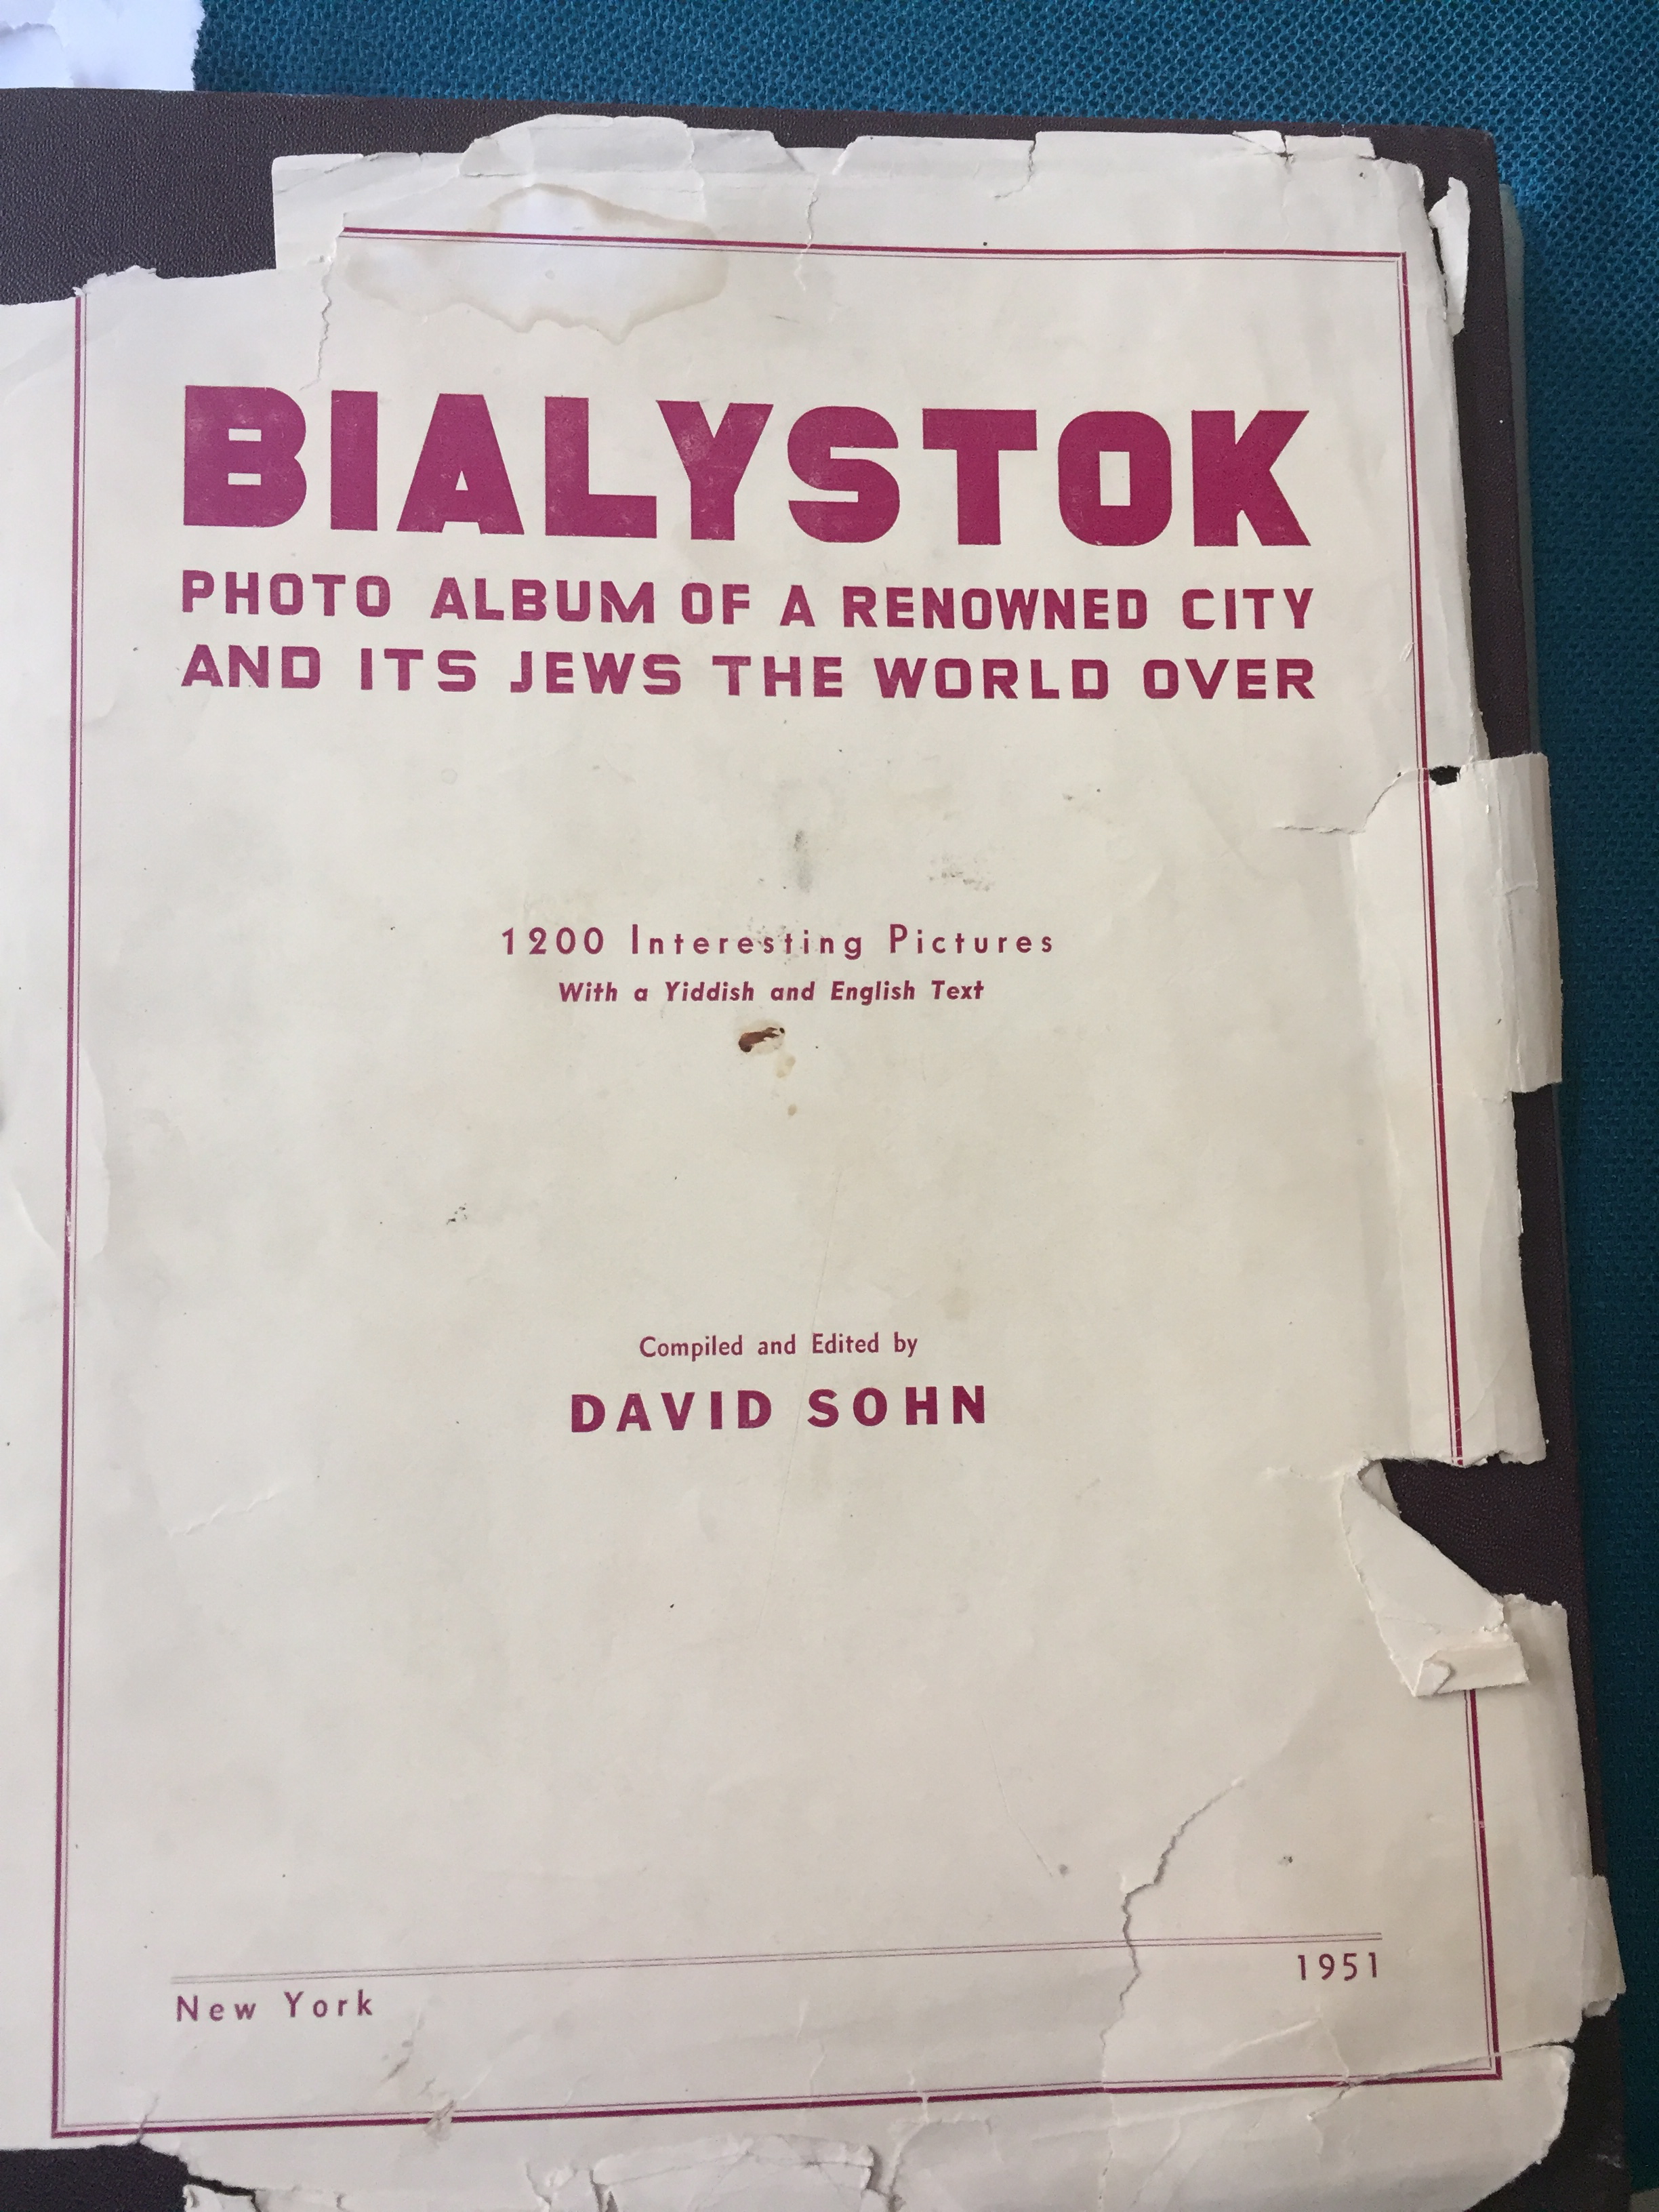 BIALYSTOK
PHOTO ALBUM OF A RENOWNED CITY
AND ITS JEWS THE WORLD OVER
1200 Interesting Pictures
With a Yiddish and English Text
Compiled and Edited by
DAVID SOHN
New York
1951